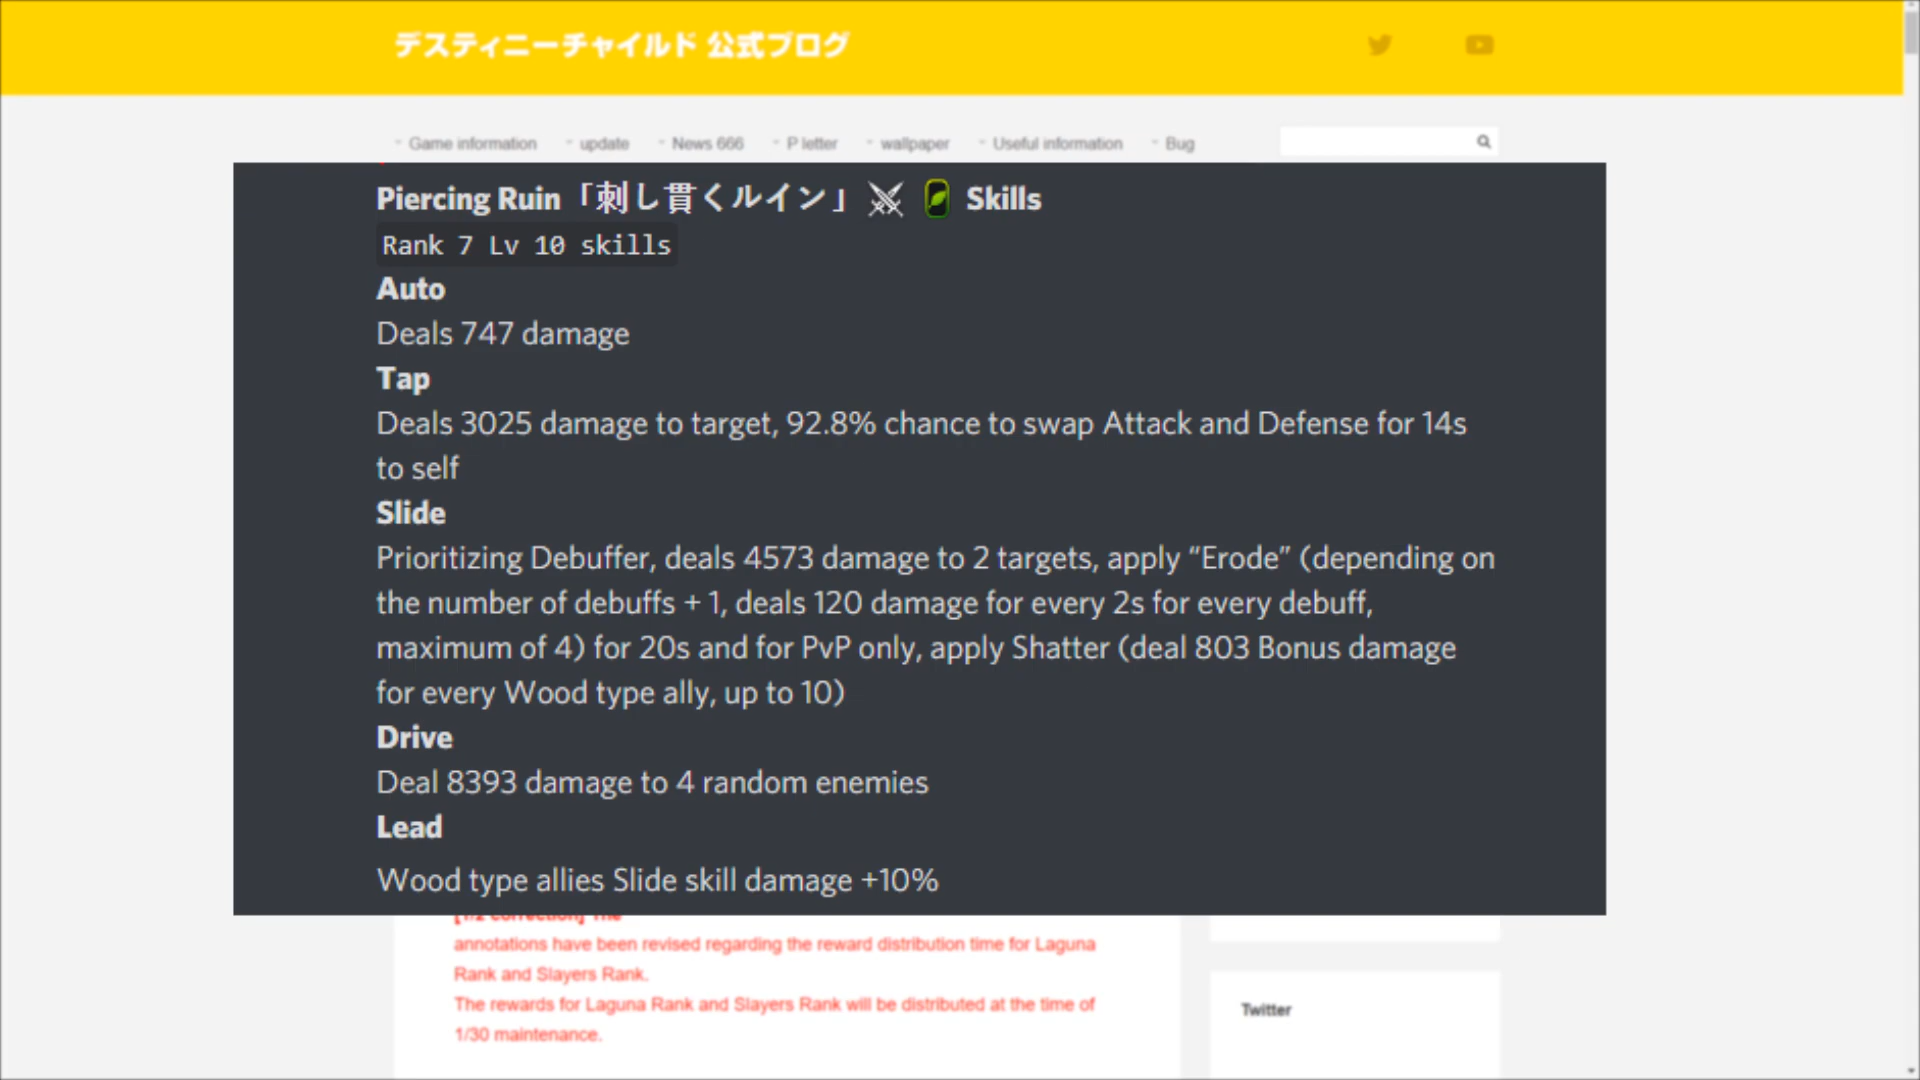 デスティニーチャイルド 公式ブログ
Game information update News 666 P letter wallpaper Useful information Bug
Piercing Ruin「刺し貫くルイン」 Skills
Rank 7 Lv 10 skills
Auto
Deals 747 damage
Tap
Deals 3025 damage to target, 92.8% chance to swap Attack and Defense for 14s
to self
Slide
Prioritizing Debuffer, deals 4573 damage to 2 targets, apply “Erode” (depending on
the number of debuffs + 1, deals 120 damage for every 2s for every debuff,
maximum of 4) for 20s and for PvP only, apply Shatter (deal 803 Bonus damage
for every Wood type ally, up to 10)
Drive
Deal 8393 damage to 4 random enemies
Lead
Wood type allies Slide skill damage +10%
[1/2 correction] The
annotations have been revised regarding the reward distribution time for Laguna
Rank and Slayers Rank.
The rewards for Laguna Rank and Slayers Rank will be distributed at the time of
1/30 maintenance.
Twitter